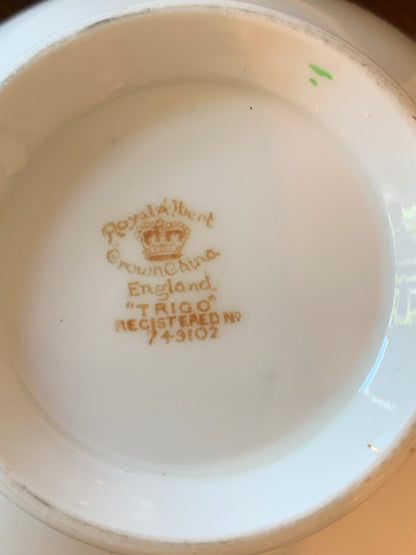 Royal Albert
Crown China
England
"TRIGO"
REGISTERED No
749102